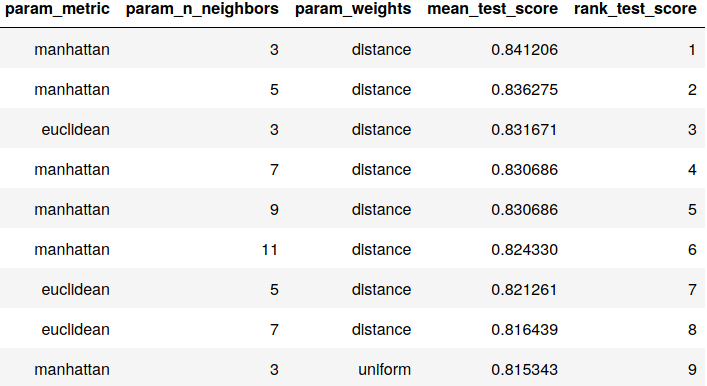 param_metric param_n_neighbors param_weights mean_test_score rank_test_score
manhattan 3 distance 0.841206 1
manhattan 5 distance 0.836275 2
euclidean 3 distance 0.831671 3
manhattan 7 distance 0.830686 4
manhattan 9 distance 0.830686 5
manhattan 11 distance 0.824330 6
euclidean 5 distance 0.821261 7
euclidean 7 distance 0.816439 8
manhattan 3 uniform 0.815343 9